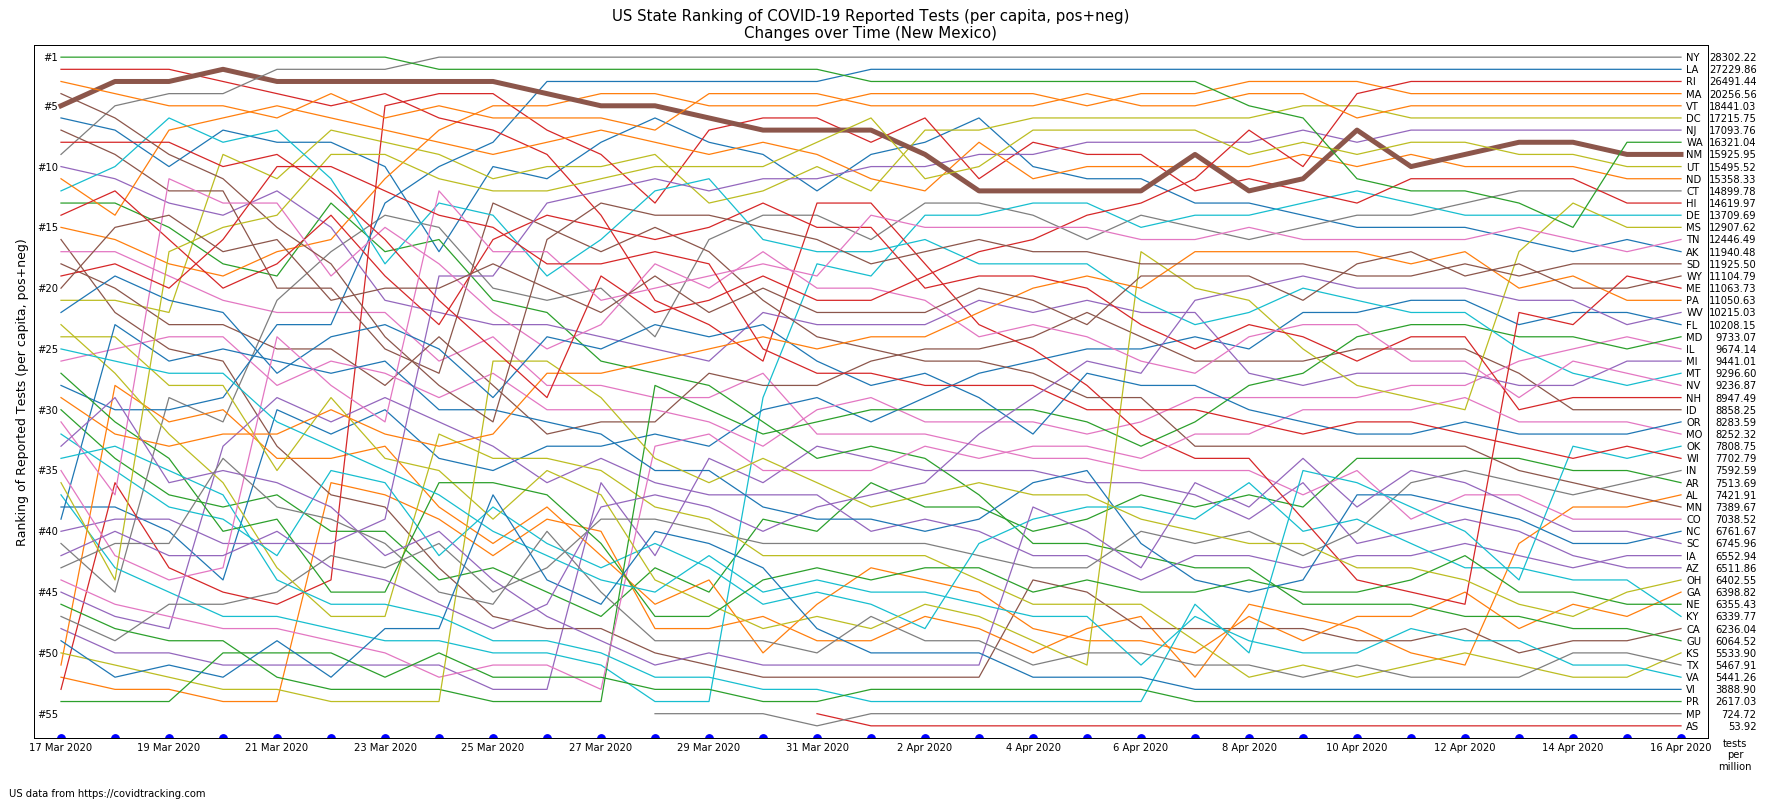 US State Ranking of COVID-19 Reported Tests (per capita, pos+neg)
Changes over Time (New Mexico)
Ranking of Reported Tests (per capita, pos+neg)
#1
#5
#10
#15
#20
#25
#30
#35
#40
#45
#50
#55
NY 28302.22
LA 27229.86
RI 26491.44
MA 20256.56
VT 18441.03
DC 17215.75
NJ 17093.76
WA 16321.04
NM 15925.95
UT 15495.52
ND 15358.33
CT 14899.78
HI 14619.97
DE 13709.69
MS 12907.62
TN 12446.49
AK 11940.48
SD 11925.50
WY 11104.79
ME 11063.73
PA 11050.63
WV 10215.03
FL 10208.15
MD 9733.07
IL 9674.14
MI 9441.01
MT 9296.60
NV 9236.87
NH 8947.49
ID 8858.25
OR 8283.59
MO 8252.32
OK 7808.75
WI 7702.79
IN 7592.59
AR 7513.69
AL 7421.91
MN 7389.67
CO 7038.52
NC 6761.67
SC 6745.96
IA 6552.94
AZ 6511.86
OH 6402.55
GA 6398.82
NE 6355.43
KY 6339.77
CA 6236.04
GU 6064.52
KS 5533.90
TX 5467.91
VA 5441.26
VI 3888.90
PR 2617.03
MP 724.72
AS 53.92
17 Mar 2020 19 Mar 2020 21 Mar 2020 23 Mar 2020 25 Mar 2020 27 Mar 2020 29 Mar 2020 31 Mar 2020 2 Apr 2020 4 Apr 2020 6 Apr 2020 8 Apr 2020 10 Apr 2020 12 Apr 2020 14 Apr 2020 16 Apr 2020
tests
per
million
US data from https://covidtracking.com